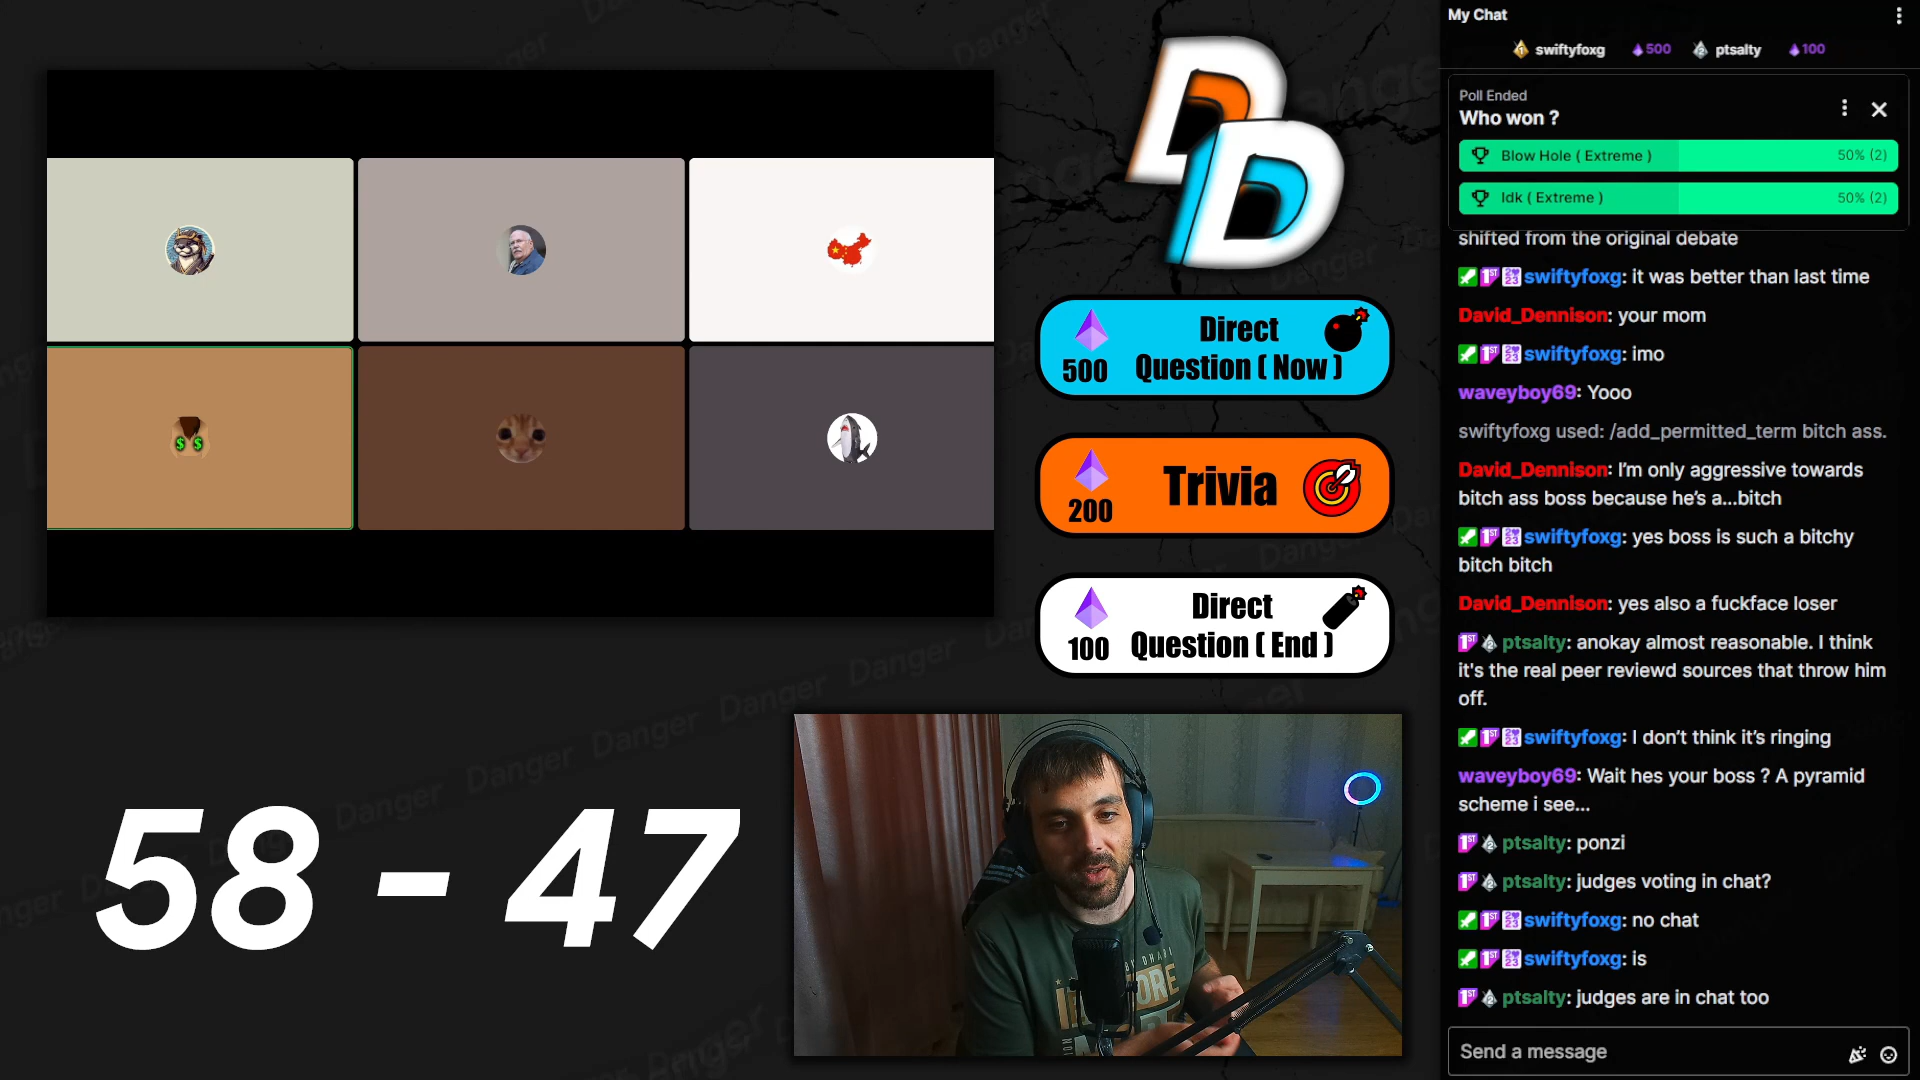 My Chat
swiftyfoxg 500 ptsalty 100
Poll Ended
Who won ?
Blow Hole ( Extreme ) 50% (2)
Idk ( Extreme ) 50% (2)
shifted from the original debate
swiftyfoxg: it was better than last time
David_Dennison: your mom
swiftyfoxg: imo
waveyboy69: Yooo
swiftyfoxg used: /add_permitted_term bitch ass.
David_Dennison: I'm only aggressive towards
bitch ass boss because he's a...bitch
swiftyfoxg: yes boss is such a bitchy
bitch bitch
David_Dennison: yes also a fuckface loser
ptsalty: anokay almost reasonable. I think
it's the real peer reviewd sources that throw him
off.
swiftyfoxg: I don't think it's ringing
waveyboy69: Wait hes your boss ? A pyramid
scheme i see...
ptsalty: ponzi
ptsalty: judges voting in chat?
swiftyfoxg: no chat
swiftyfoxg: is
ptsalty: judges are in chat too
Send a message
DD
Direct
Question ( Now )
500
Trivia
200
Direct
Question ( End )
100
58 - 47
Danger Danger Danger Danger Danger